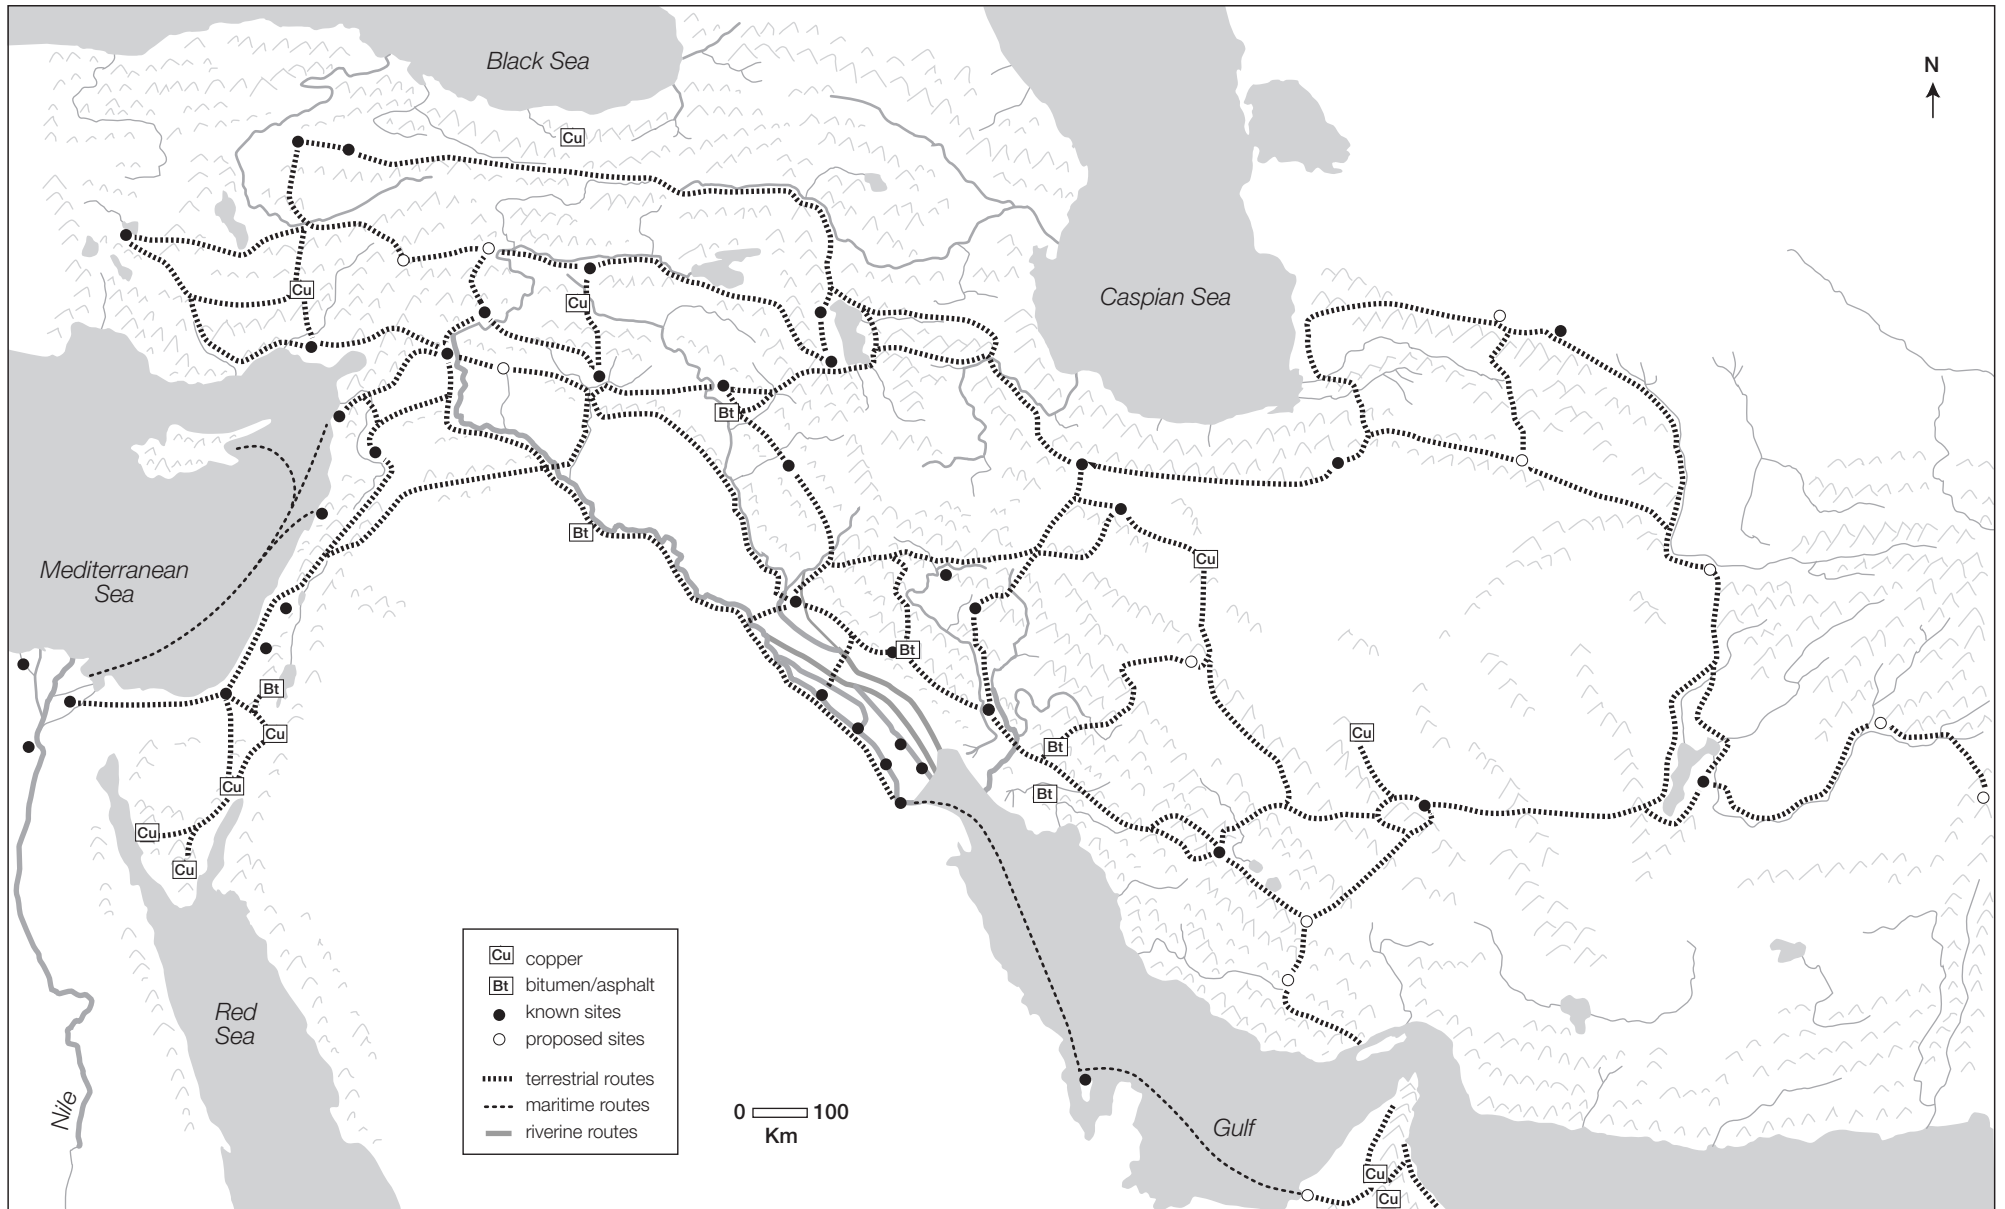 Black Sea
N
Cu
Cu
Cu
Caspian Sea
Bt
Bt
Cu
Mediterranean
Sea
Bt
Bt
Cu
Cu
Bt
Cu
Bt
Cu
Cu
Cu
Cu copper
Bt bitumen/asphalt
known sites
proposed sites
terrestrial routes
maritime routes
riverine routes
Red
Sea
Nile
0 100
Km
Gulf
Cu
Cu